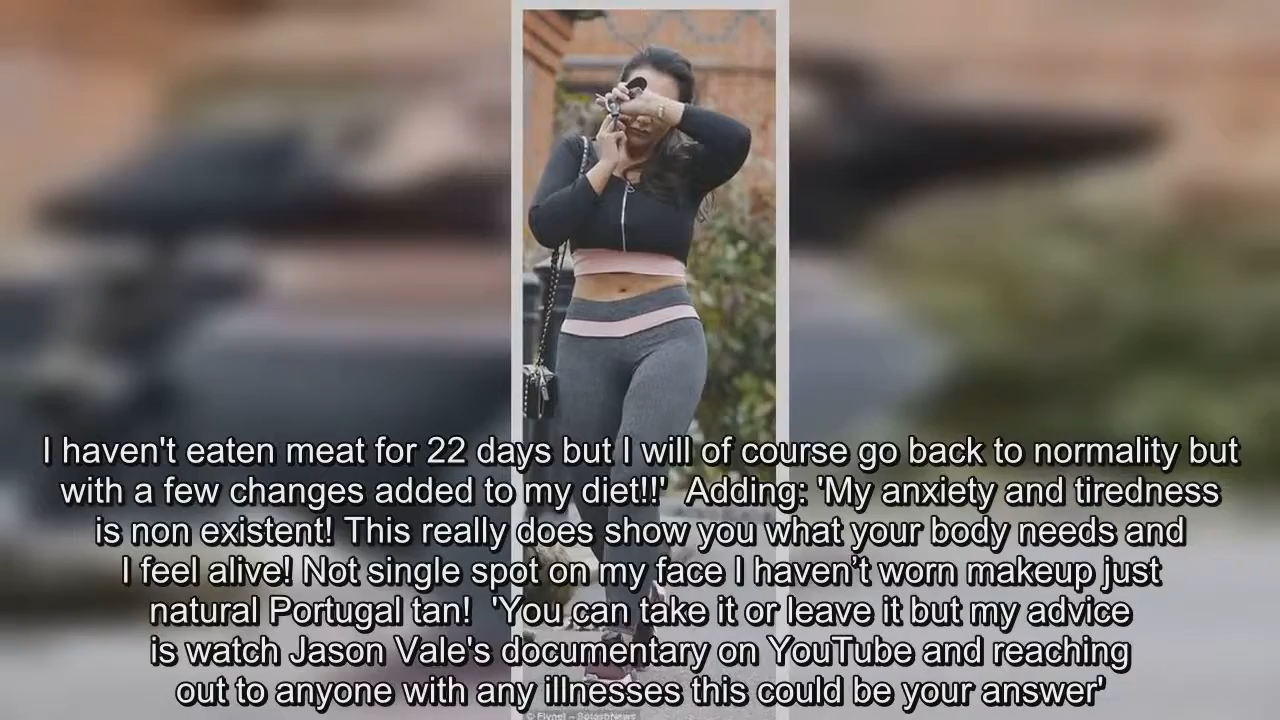 I haven't eaten meat for 22 days but I will of course go back to normality but
with a few changes added to my diet!!'  Adding: 'My anxiety and tiredness
is non existent! This really does show you what your body needs and
I feel alive! Not single spot on my face I haven’t worn makeup just
natural Portugal tan!  'You can take it or leave it but my advice
is watch Jason Vale's documentary on YouTube and reaching
out to anyone with any illnesses this could be your answer'
© Flynet - SplashNews